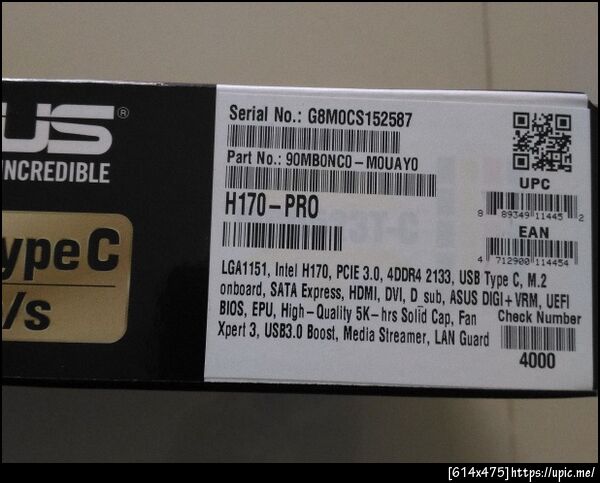 US®
INCREDIBLE
ype C
/s
Serial No.: G8M0CS152587
Part No.: 90MB0NC0-M0UAY0
H170-PRO
UPC
8 89349 11445 2
EAN
4 712900 114454
LGA1151, Intel H170, PCIE 3.0, 4DDR4 2133, USB Type C, M.2
onboard, SATA Express, HDMI, DVI, D sub, ASUS DIGI+ VRM, UEFI
BIOS, EPU, High-Quality 5K-hrs Solid Cap, Fan
Xpert 3, USB3.0 Boost, Media Streamer, LAN Guard
Check Number
4000
[614x475]https://upic.me/